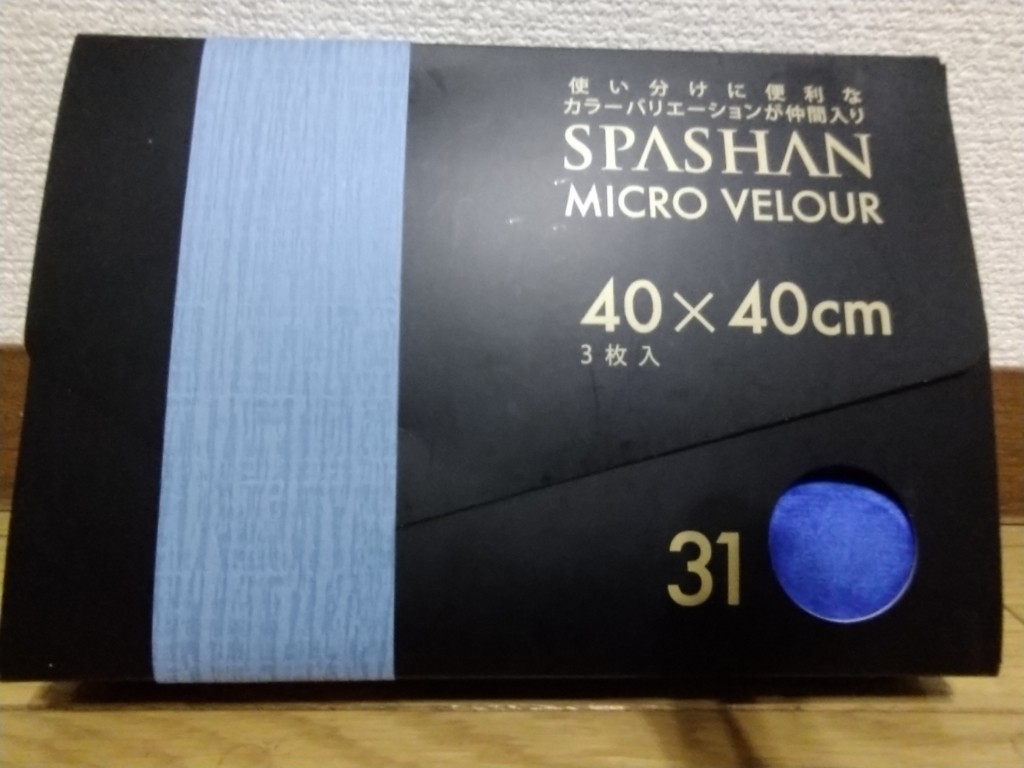 使い分けに便利な
カラーバリエーションが仲間入り
SPASHAN
MICRO VELOUR
40×40cm
3枚入
31